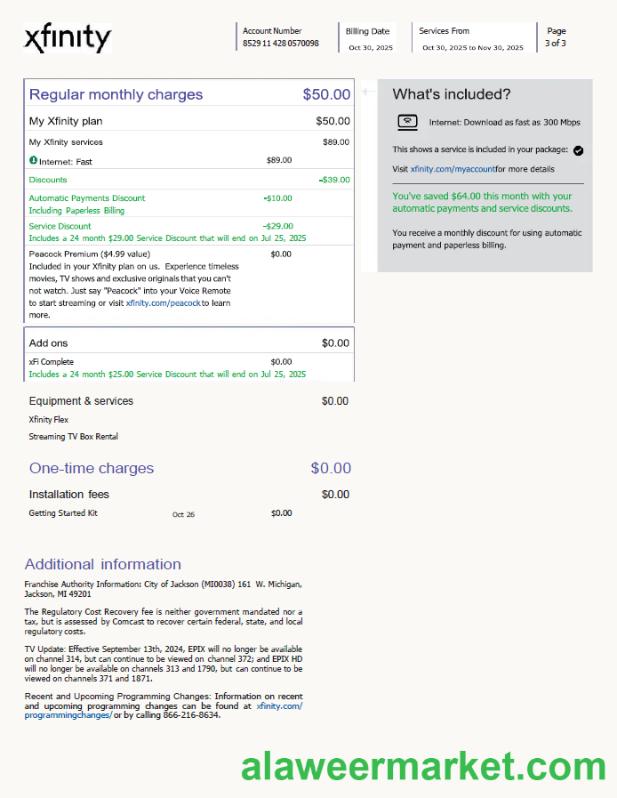 xfinity
Account Number
8529 11 428 0570098
Billing Date
Oct 30, 2025
Services From
Oct 30, 2025 to Nov 30, 2025
Page
3 of 3
Regular monthly charges $50.00
My Xfinity plan $50.00
My Xfinity services $89.00
Internet: Fast $89.00
Discounts -$39.00
Automatic Payments Discount -$10.00
Including Paperless Billing
Service Discount -$29.00
Includes a 24 month $29.00 Service Discount that will end on Jul 25, 2025
Peacock Premium ($4.99 value) $0.00
Included in your Xfinity plan on us. Experience timeless
movies, TV shows and exclusive originals that you can't
not watch. Just say "Peacock" into your Voice Remote
to start streaming or visit xfinity.com/peacock to learn
more.
Add ons $0.00
xFi Complete $0.00
Includes a 24 month $25.00 Service Discount that will end on Jul 25, 2025
Equipment & services $0.00
Xfinity Flex
Streaming TV Box Rental
One-time charges $0.00
Installation fees $0.00
Getting Started Kit Oct 26 $0.00
Additional information
Franchise Authority Information: City of Jackson (MI0038) 161 W. Michigan,
Jackson, MI 49201
The Regulatory Cost Recovery fee is neither government mandated nor a
tax, but is assessed by Comcast to recover certain federal, state, and local
regulatory costs.
TV Update: Effective September 13th, 2024, EPIX will no longer be available
on channel 314, but can continue to be viewed on channel 372; and EPIX HD
will no longer be available on channels 313 and 1790, but can continue to be
viewed on channels 371 and 1871.
Recent and Upcoming Programming Changes: Information on recent
and upcoming programming changes can be found at xfinity.com/
programmingchanges/ or by calling 866-216-8634.
What's included?
Internet: Download as fast as 300 Mbps
This shows a service is included in your package:
Visit xfinity.com/myaccount for more details
You've saved $64.00 this month with your
automatic payments and service discounts.
You receive a monthly discount for using automatic
payment and paperless billing.
alaweermarket.com